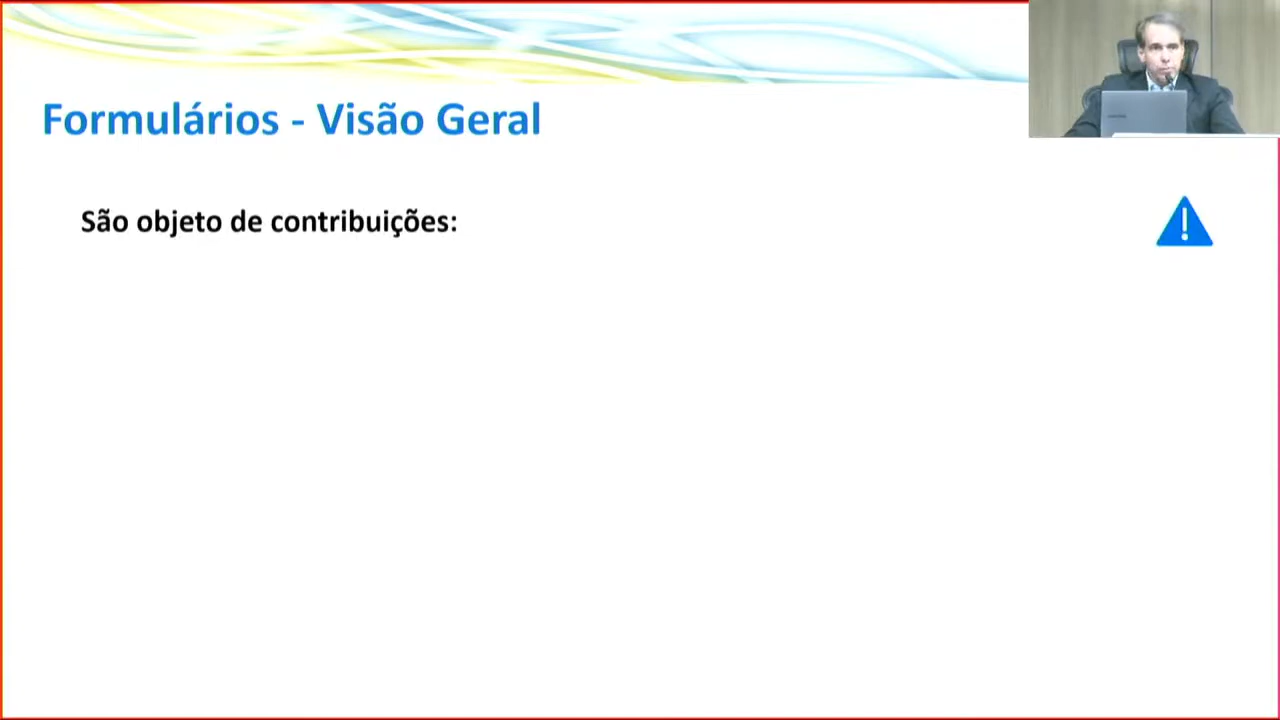 Formulários - Visão Geral
São objeto de contribuições: